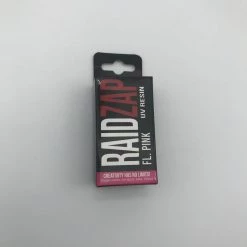 RAIDZAP
UV RESIN
FL. PINK
CREATIVITY HAS NO LIMITS!